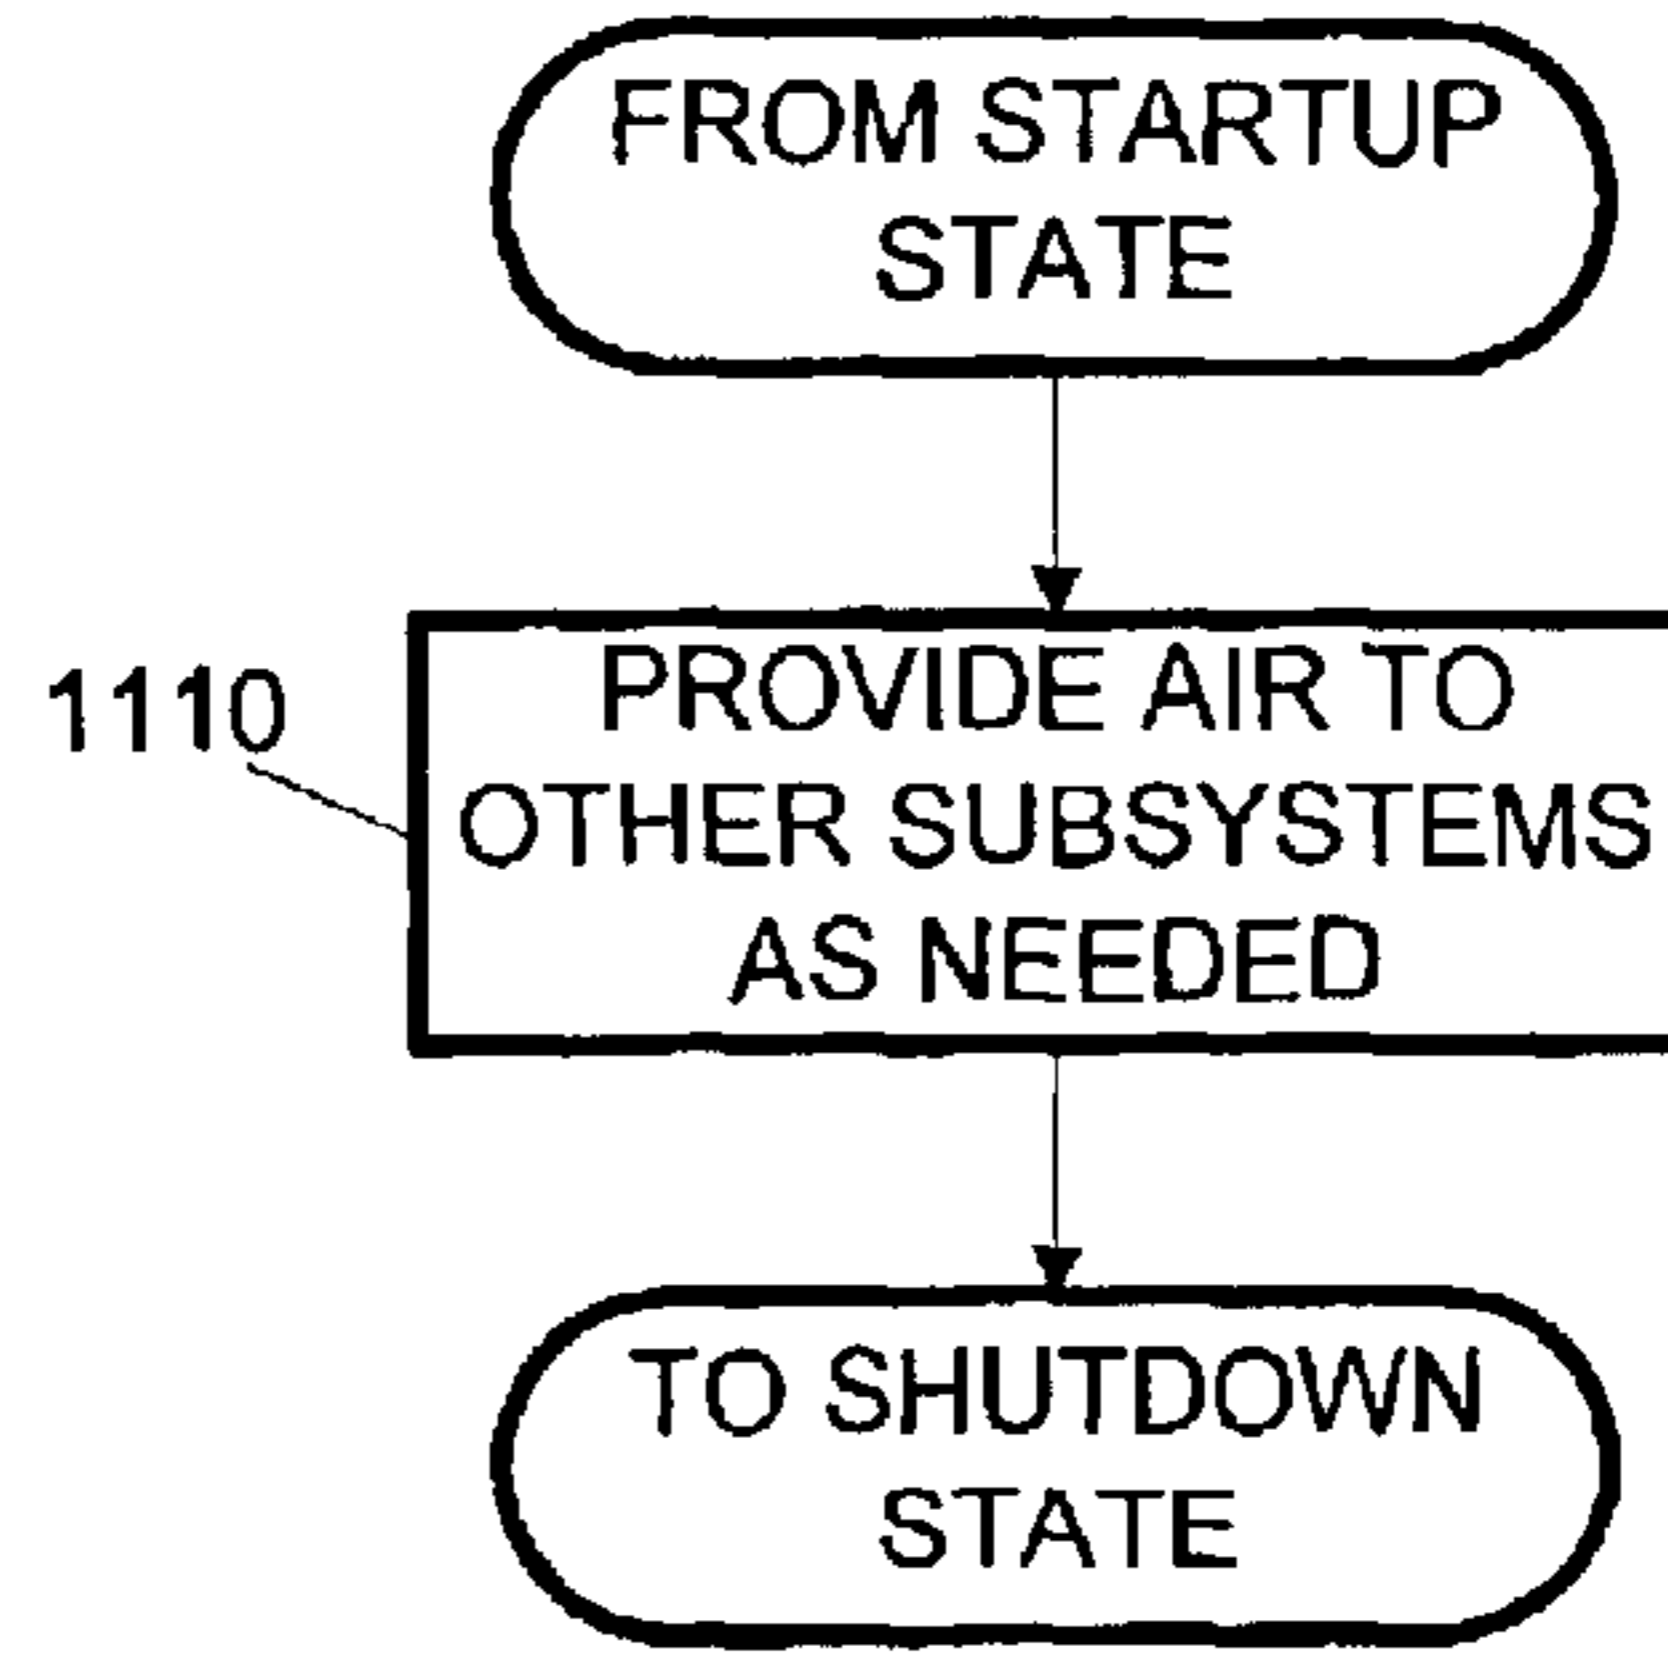 FROM STARTUP
STATE
1110
PROVIDE AIR TO
OTHER SUBSYSTEMS
AS NEEDED
TO SHUTDOWN
STATE